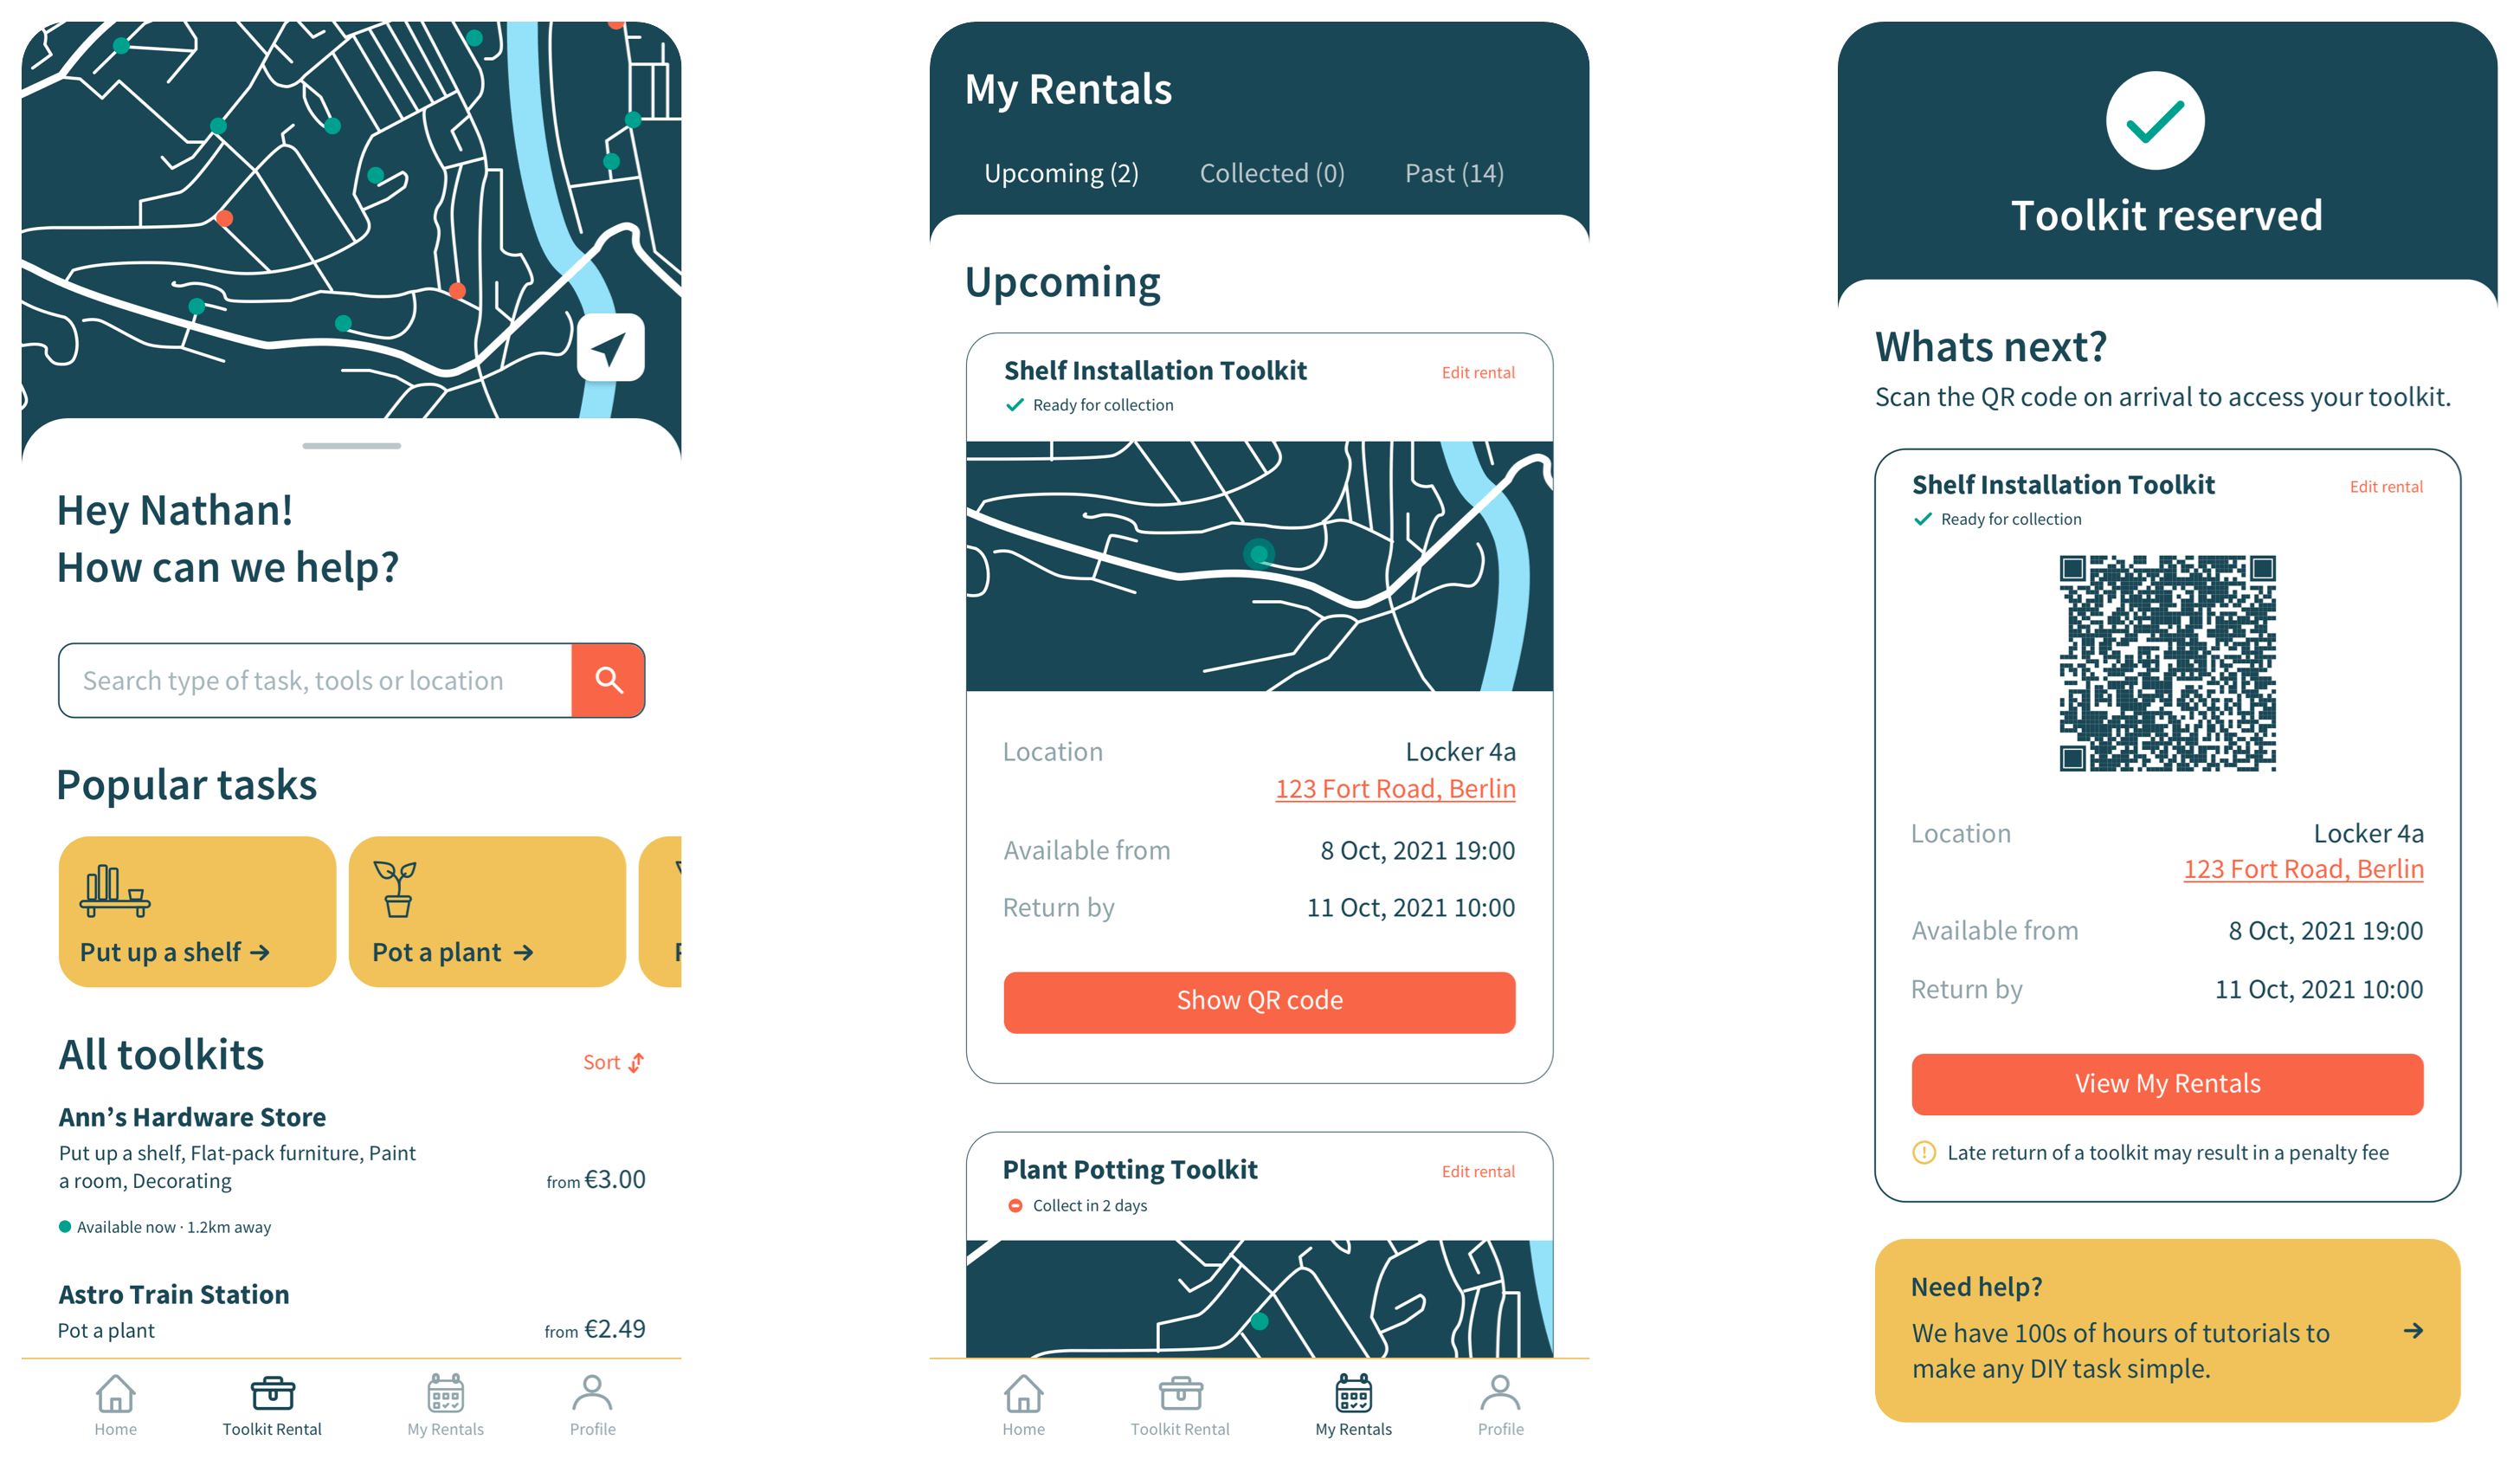 Hey Nathan!
How can we help?
Search type of task, tools or location
Popular tasks
Put up a shelf
Pot a plant
All toolkits
Sort
Ann’s Hardware Store
Put up a shelf, Flat-pack furniture, Paint
a room, Decorating
from €3.00
Available now · 1.2km away
Astro Train Station
Pot a plant
from €2.49
Home
Toolkit Rental
My Rentals
Profile
My Rentals
Upcoming (2)
Collected (0)
Past (14)
Upcoming
Shelf Installation Toolkit
Edit rental
Ready for collection
Location
Locker 4a
123 Fort Road, Berlin
Available from
8 Oct, 2021 19:00
Return by
11 Oct, 2021 10:00
Show QR code
Plant Potting Toolkit
Edit rental
Collect in 2 days
Home
Toolkit Rental
My Rentals
Profile
Toolkit reserved
Whats next?
Scan the QR code on arrival to access your toolkit.
Shelf Installation Toolkit
Edit rental
Ready for collection
Location
Locker 4a
123 Fort Road, Berlin
Available from
8 Oct, 2021 19:00
Return by
11 Oct, 2021 10:00
View My Rentals
Late return of a toolkit may result in a penalty fee
Need help?
We have 100s of hours of tutorials to
make any DIY task simple.